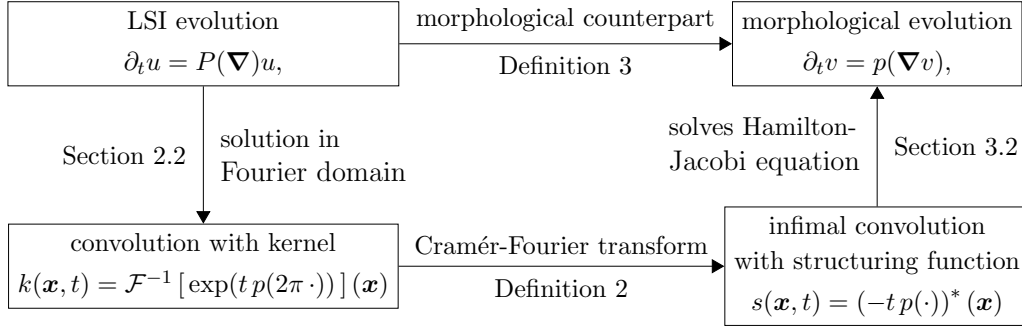 LSI evolution
∂ₜu = P(∇)u,
morphological counterpart
Definition 3
morphological evolution
∂ₜv = p(∇v),
Section 2.2
solution in
Fourier domain
solves Hamilton-
Jacobi equation
Section 3.2
convolution with kernel
k(x, t) = ℱ⁻¹ [ exp(t p(2π ·)) ] (x)
Cramér-Fourier transform
Definition 2
infimal convolution
with structuring function
s(x, t) = (−t p(·))* (x)